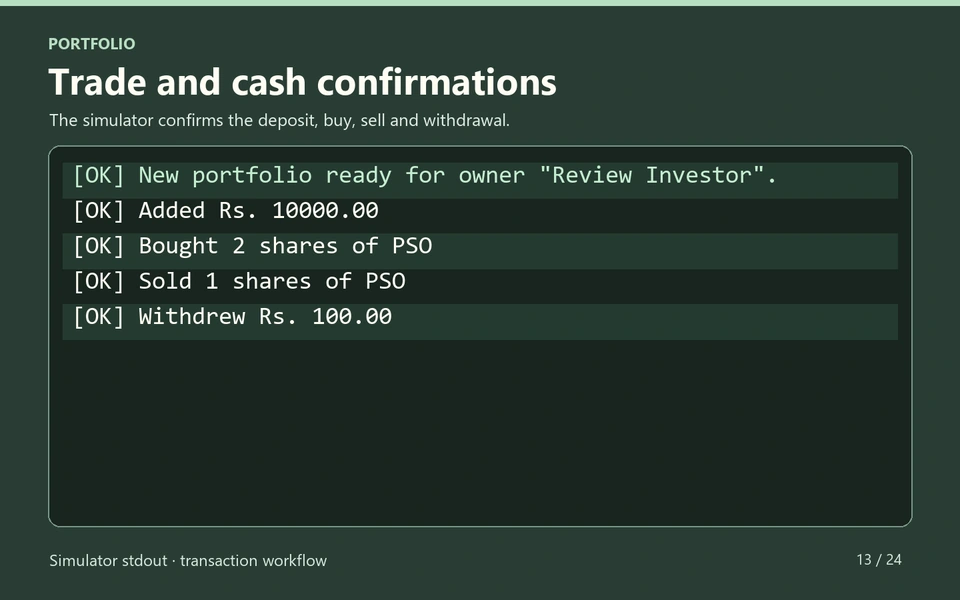 PORTFOLIO
Trade and cash confirmations
The simulator confirms the deposit, buy, sell and withdrawal.
[OK] New portfolio ready for owner "Review Investor".
[OK] Added Rs. 10000.00
[OK] Bought 2 shares of PSO
[OK] Sold 1 shares of PSO
[OK] Withdrew Rs. 100.00
Simulator stdout · transaction workflow
13 / 24